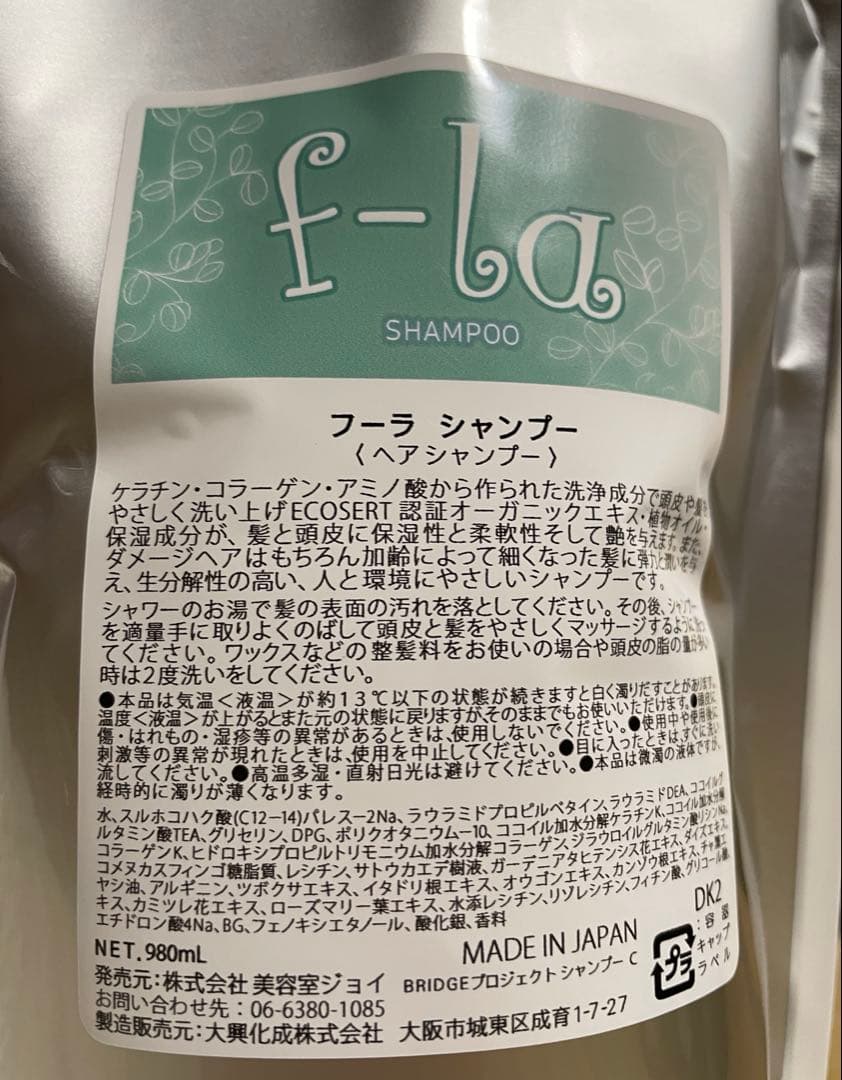 f-la
SHAMPOO
フーラ シャンプー
〈ヘアシャンプー〉
ケラチン・コラーゲン・アミノ酸から作られた洗浄成分で頭皮や髪を
やさしく洗い上げECOSERT認証オーガニックエキス・植物オイル・
保湿成分が、髪と頭皮に保湿性と柔軟性そして艶を与えます。また、
ダメージヘアはもちろん加齢によって細くなった髪に弾力と潤いを与
え、生分解性の高い、人と環境にやさしいシャンプーです。
シャワーのお湯で髪の表面の汚れを落としてください。その後、シャンプー
を適量手に取りよくのばして頭皮と髪をやさしくマッサージするように洗っ
てください。ワックスなどの整髪料をお使いの場合や頭皮の脂の量が多い
時は2度洗いをしてください。
●本品は気温＜液温＞が約13℃以下の状態が続きますと白く濁りだすことがあります。
温度＜液温＞が上がるとまた元の状態に戻りますが、そのままでもお使いいただけます。●頭皮に
傷・はれもの・湿疹等の異常があるときは、使用しないでください。●使用中や使用後に
刺激等の異常が現れたときは、使用を中止してください。●目に入ったときは、すぐに洗い
流してください。●高温多湿・直射日光は避けてください。●本品は微濁の液体ですが、
経時的に濁りが薄くなります。
水、スルホコハク酸(C12−14)パレス−2Na、ラウラミドプロピルベタイン、ラウラミドDEA、ココイルグ
ルタミン酸TEA、グリセリン、DPG、ポリクオタニウム−10、ココイル加水分解ケラチンK、ココイル加水分解
コラーゲンK、ヒドロキシプロピルトリモニウム加水分解コラーゲン、ジラウロイルグルタミン酸リシンNa、
コメヌカスフィンゴ糖脂質、レシチン、サトウカエデ樹液、ガーデニアタヒテンシス花エキス、ダイズエキス、
ヤシ油、アルギニン、ツボクサエキス、イタドリ根エキス、オウゴンエキス、カンゾウ根エキス、チャ葉エ
キス、カミツレ花エキス、ローズマリー葉エキス、水添レシチン、リゾレシチン、フィチン酸、グリコール酸、
エチドロン酸4Na、BG、フェノキシエタノール、酸化銀、香料
DK2
NET. 980mL
MADE IN JAPAN
プラ
：容器
キャップ
ラベル
発売元：株式会社 美容室ジョイ
BRIDGEプロジェクト シャンプー C
お問い合わせ先：06-6380-1085
製造販売元：大興化成株式会社 大阪市城東区成育1-7-27